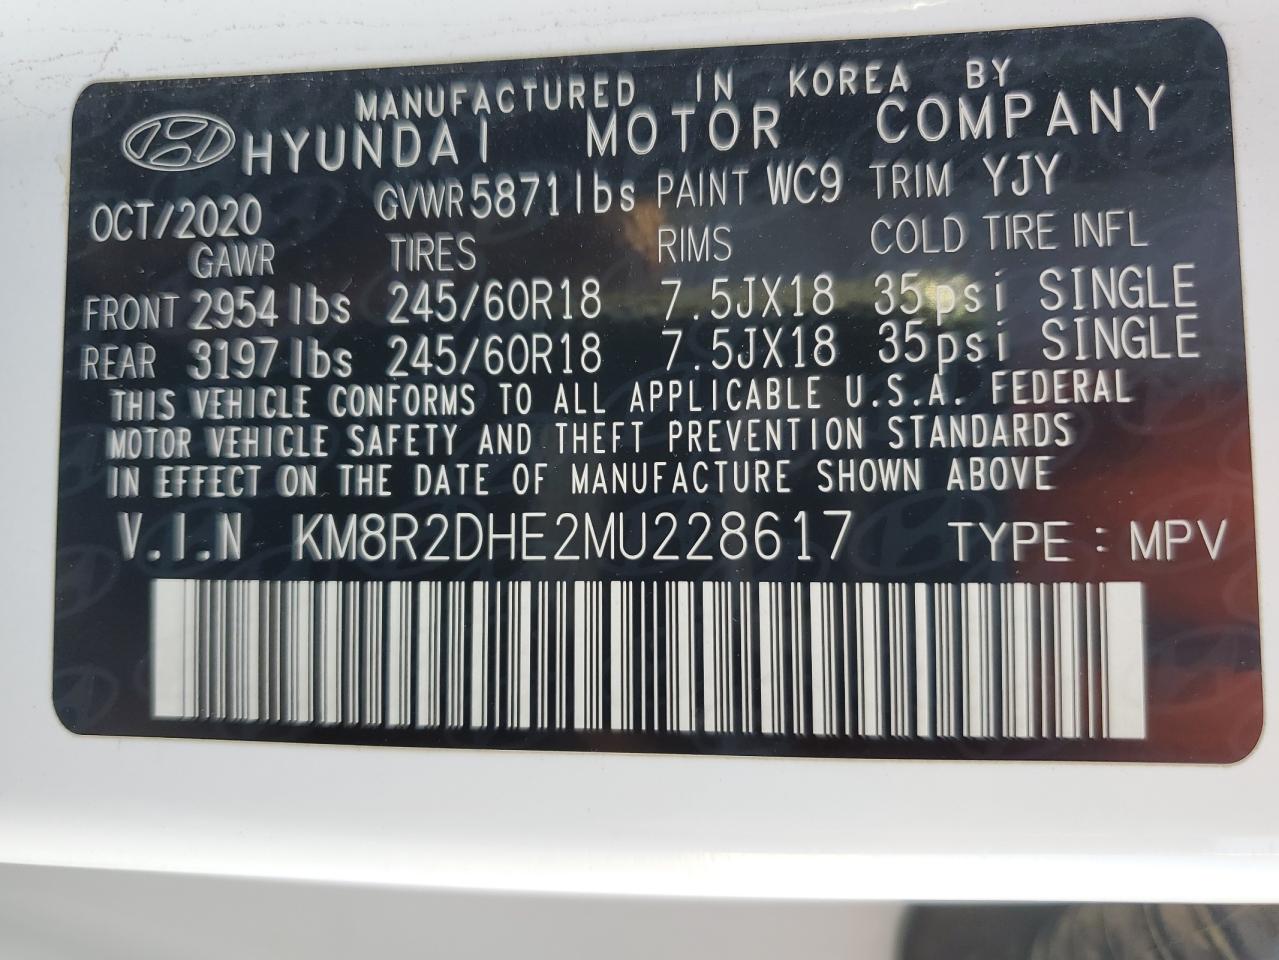 MANUFACTURED IN KOREA BY
HYUNDAI MOTOR COMPANY
OCT/2020 GVWR 5871 lbs PAINT WC9 TRIM YJY
GAWR TIRES RIMS COLD TIRE INFL
FRONT 2954 lbs 245/60R18 7.5JX18 35psi SINGLE
REAR 3197 lbs 245/60R18 7.5JX18 35psi SINGLE
THIS VEHICLE CONFORMS TO ALL APPLICABLE U.S.A. FEDERAL
MOTOR VEHICLE SAFETY AND THEFT PREVENTION STANDARDS
IN EFFECT ON THE DATE OF MANUFACTURE SHOWN ABOVE
V.I.N KM8R2DHE2MU228617 TYPE : MPV